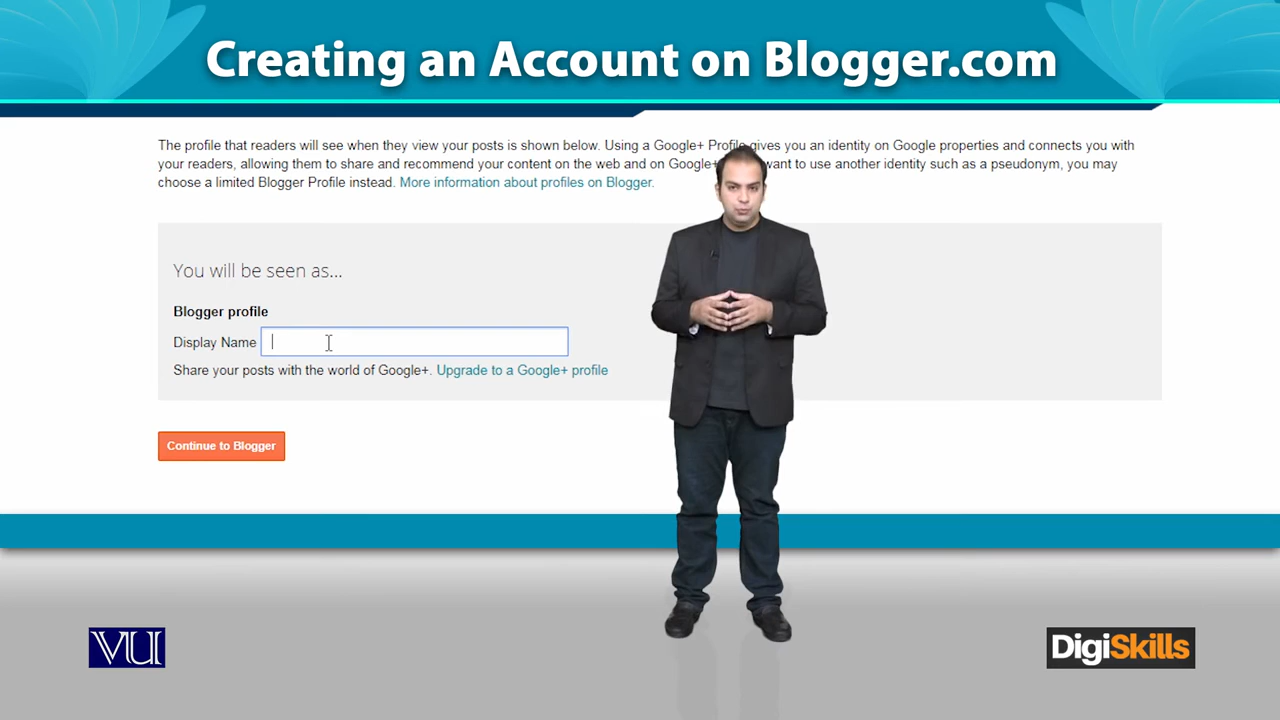 Creating an Account on Blogger.com
The profile that readers will see when they view your posts is shown below. Using a Google+ Profile gives you an identity on Google properties and connects you with
your readers, allowing them to share and recommend your content on the web and on Google+ want to use another identity such as a pseudonym, you may
choose a limited Blogger Profile instead. More information about profiles on Blogger.
You will be seen as...
Blogger profile
Display Name
Share your posts with the world of Google+. Upgrade to a Google+ profile
Continue to Blogger
VU
DigiSkills